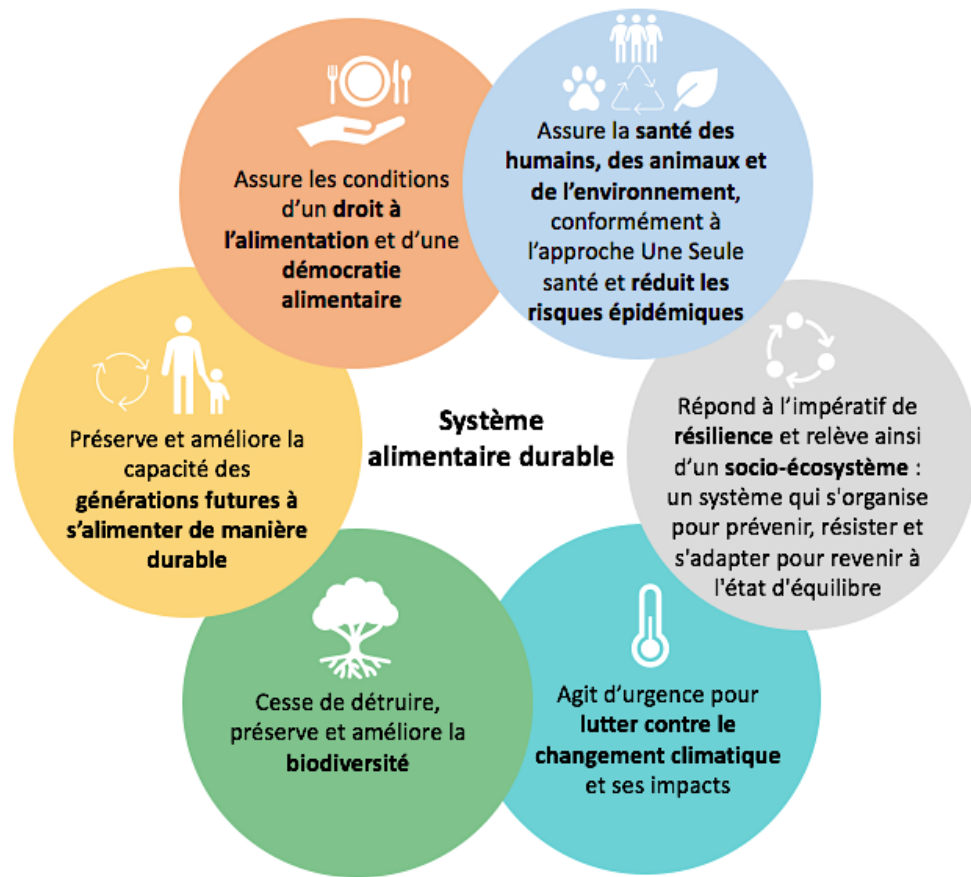 Assure les conditions
d'un droit à
l'alimentation et d'une
démocratie
alimentaire
Assure la santé des
humains, des animaux et
de l'environnement,
conformément à
l'approche Une Seule
santé et réduit les
risques épidémiques
Préserve et améliore la
capacité des
générations futures à
s'alimenter de manière
durable
Système
alimentaire durable
Répond à l'impératif de
résilience et relève ainsi
d'un socio-écosystème :
un système qui s'organise
pour prévenir, résister et
s'adapter pour revenir à
l'état d'équilibre
Cesse de détruire,
préserve et améliore la
biodiversité
Agit d'urgence pour
lutter contre le
changement climatique
et ses impacts